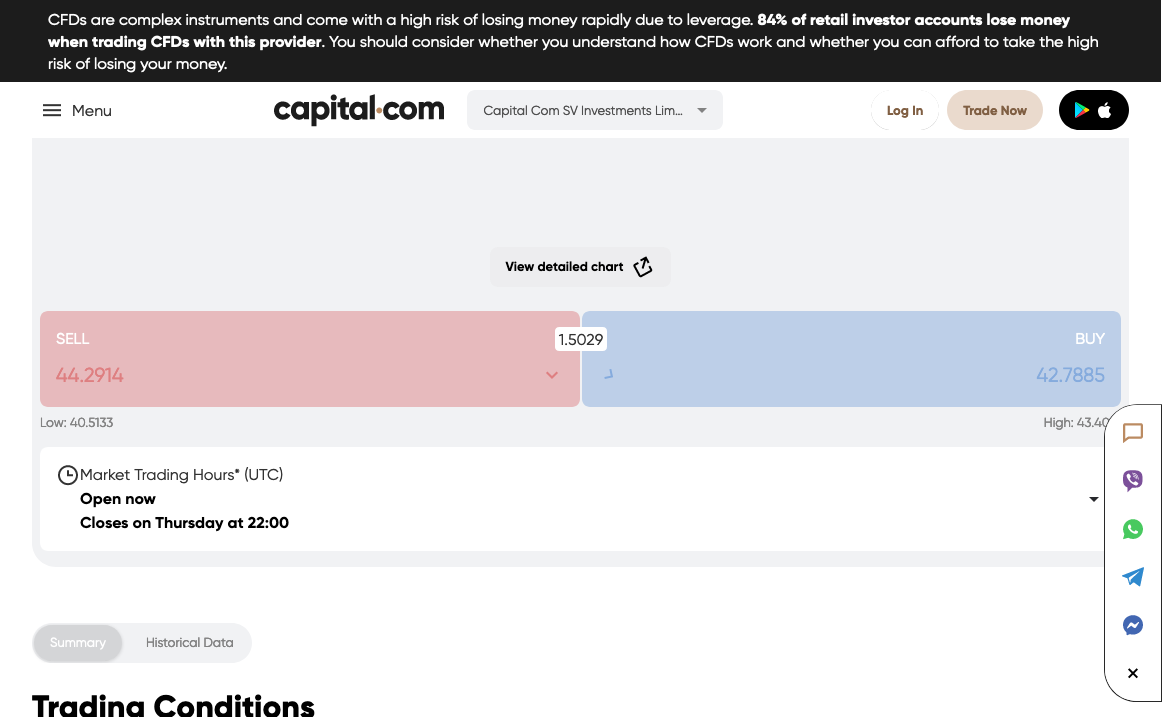 CFDs are complex instruments and come with a high risk of losing money rapidly due to leverage. 84% of retail investor accounts lose money
when trading CFDs with this provider. You should consider whether you understand how CFDs work and whether you can afford to take the high
risk of losing your money.
Menu
capital.com
Capital Com SV Investments Lim...
Log In
Trade Now
View detailed chart
SELL
1.5029
BUY
44.2914
42.7885
Low: 40.5133
High: 43.40
Market Trading Hours* (UTC)
Open now
Closes on Thursday at 22:00
Summary
Historical Data
Trading Conditions